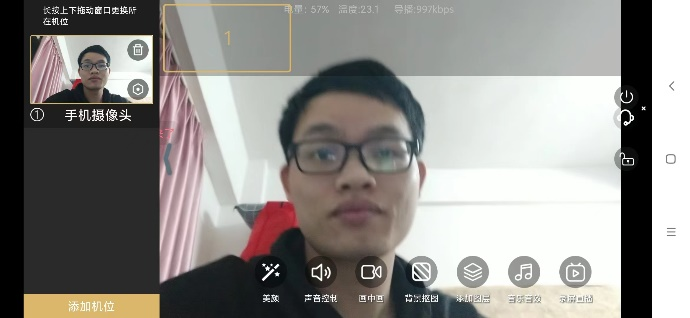 长按上下拖动窗口更换所
在机位
电量: 57% 温度:23.1 导播:997kbps
1
① 手机摄像头
美颜 声音控制 画中画 背景抠图 添加图层 音乐音效 录屏直播
添加机位